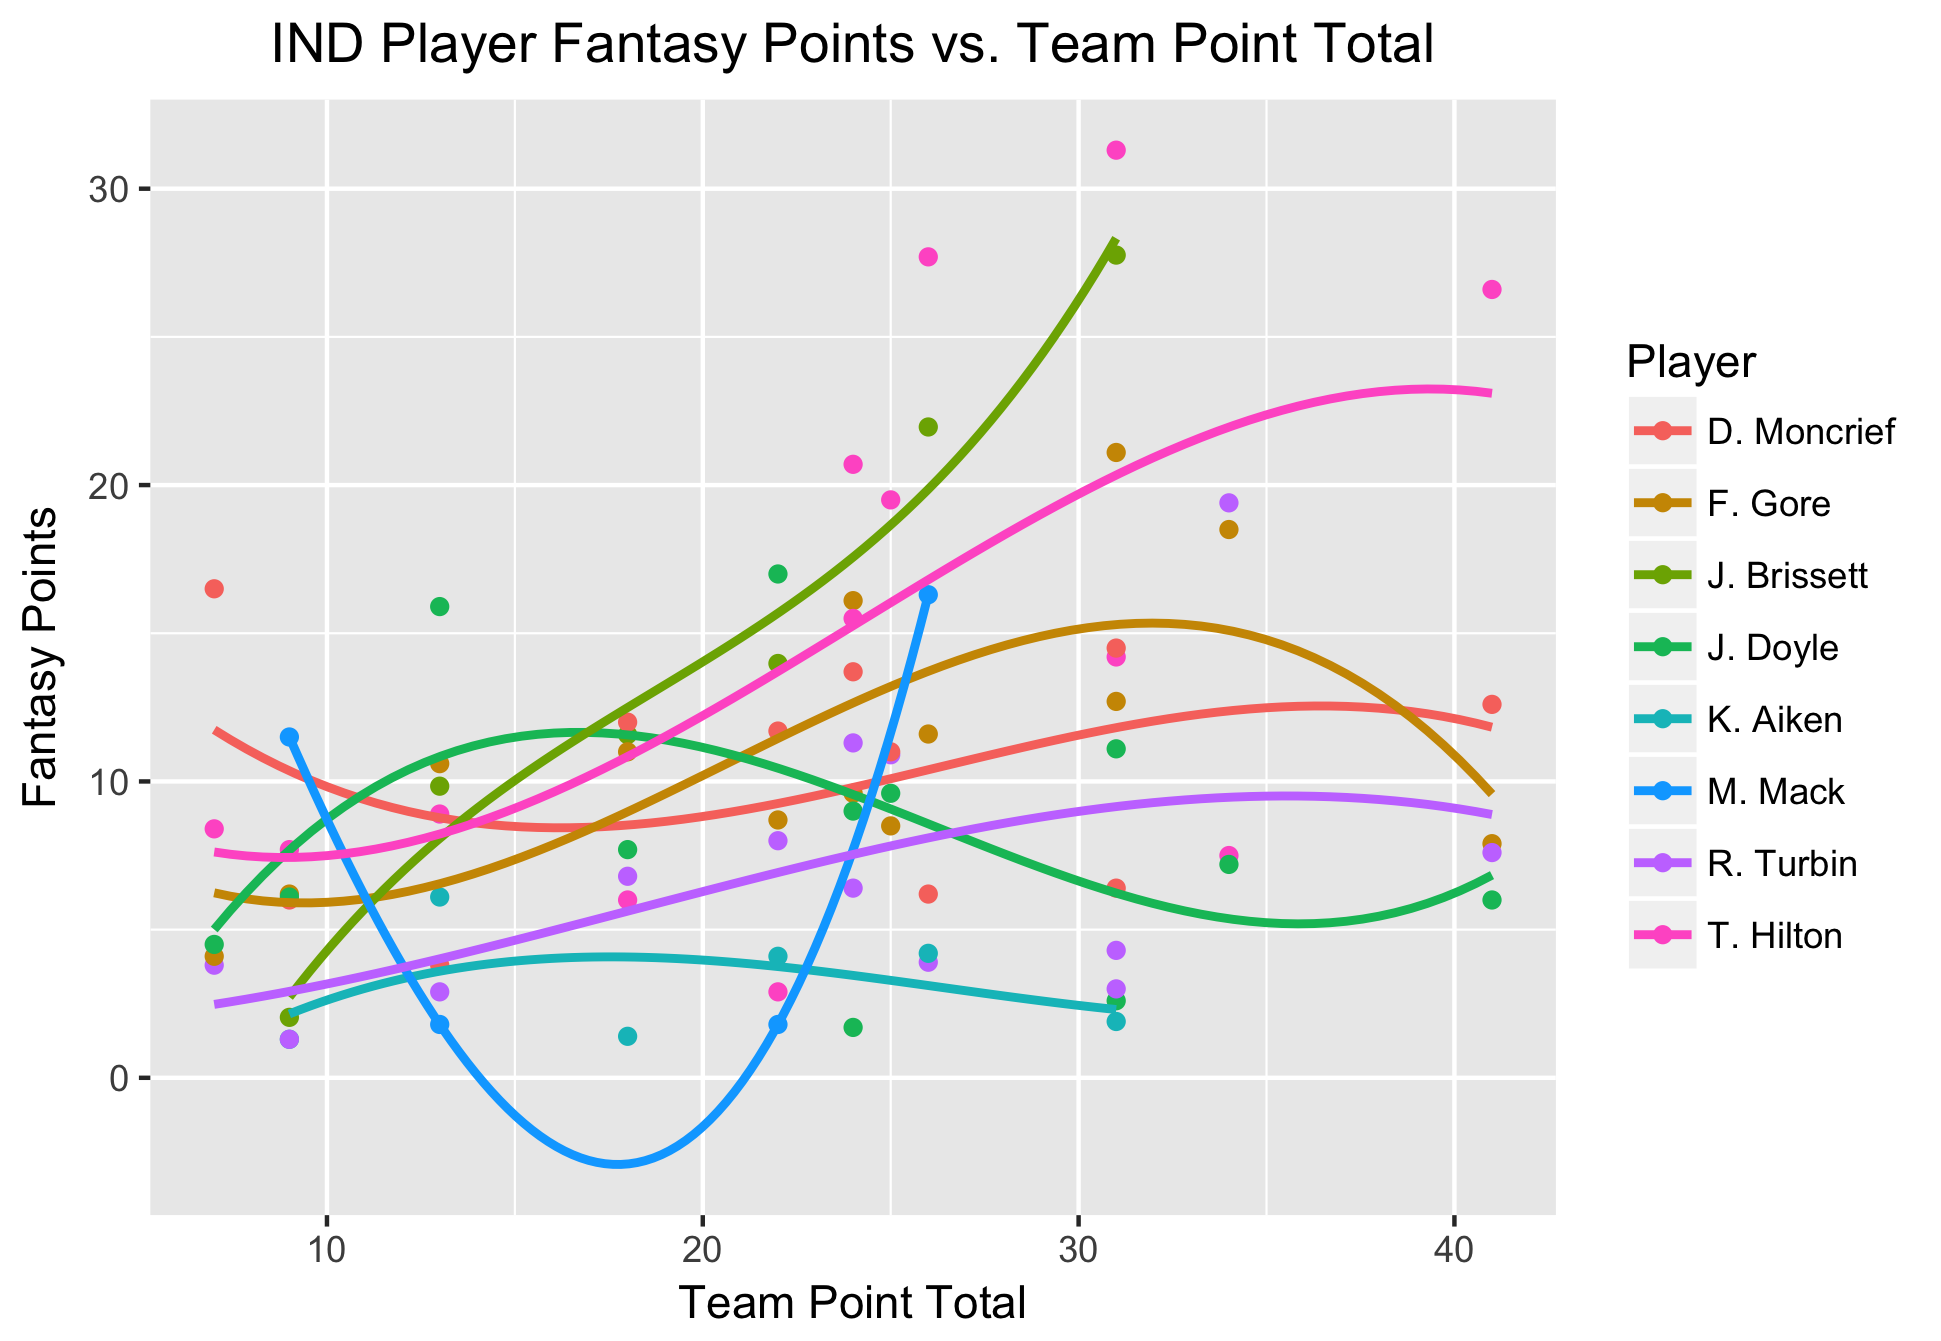 IND Player Fantasy Points vs. Team Point Total
Fantasy Points
30
20
10
0
10
20
30
40
Team Point Total
Player
D. Moncrief
F. Gore
J. Brissett
J. Doyle
K. Aiken
M. Mack
R. Turbin
T. Hilton